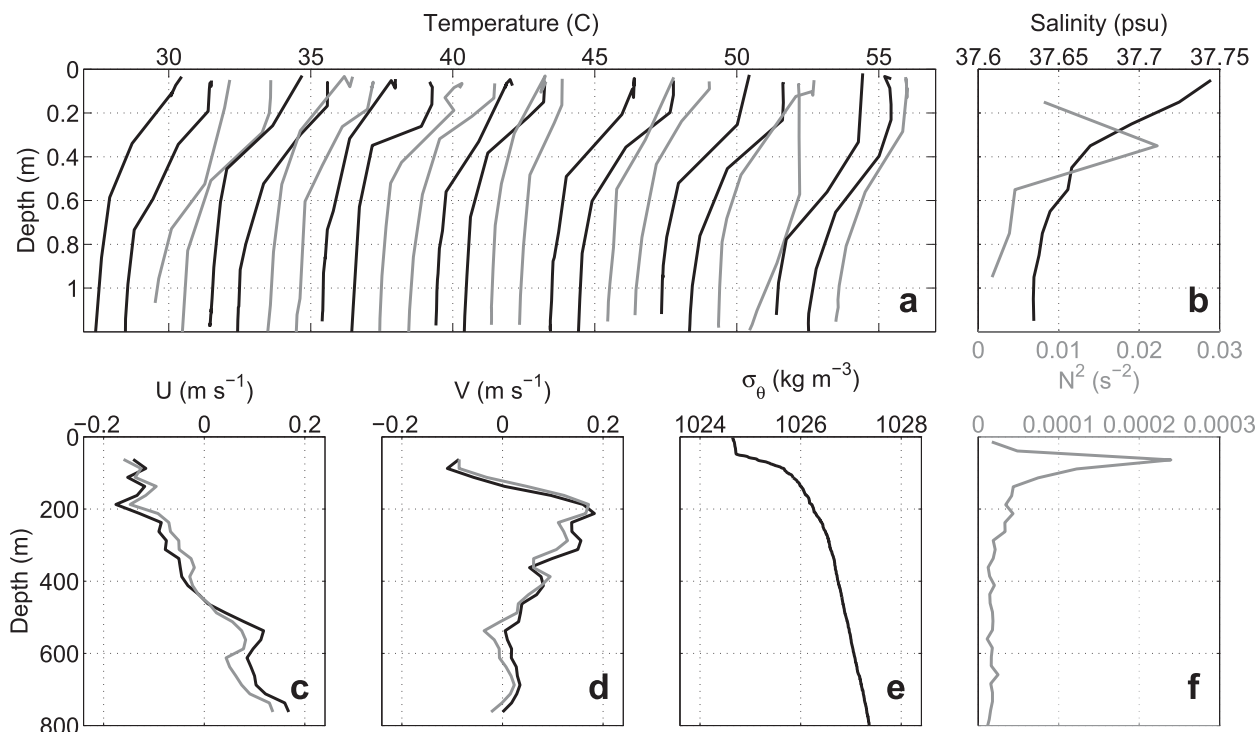 Temperature (C)
30 35 40 45 50 55
0
0.2
0.4
0.6
0.8
1
Depth (m)
a
Salinity (psu)
37.6 37.65 37.7 37.75
b
0 0.01 0.02 0.03
N² (s⁻²)
U (m s⁻¹)
−0.2 0 0.2
0
200
400
600
800
Depth (m)
c
V (m s⁻¹)
−0.2 0 0.2
d
σθ (kg m⁻³)
1024 1026 1028
e
0 0.0001 0.0002 0.0003
f